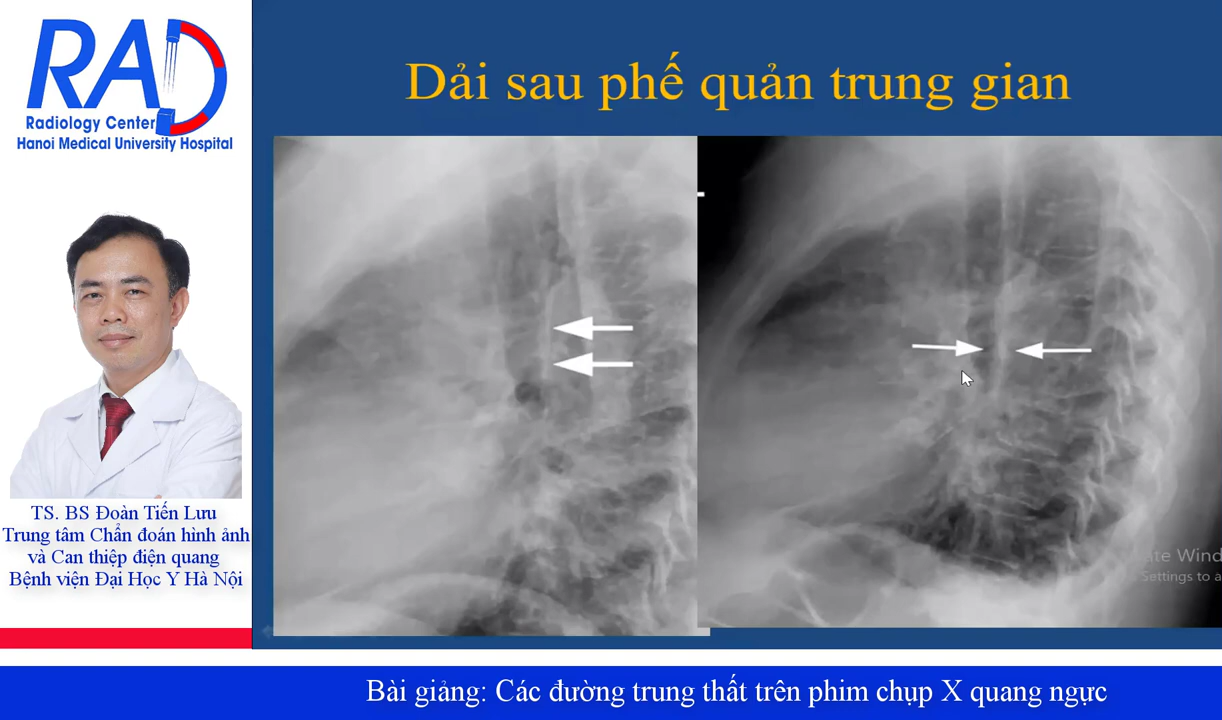 RAD
Radiology Center
Hanoi Medical University Hospital
Dải sau phế quản trung gian
TS. BS Đoàn Tiến Lưu
Trung tâm Chẩn đoán hình ảnh
và Can thiệp điện quang
Bệnh viện Đại Học Y Hà Nội
Settings to a
Bài giảng: Các đường trung thất trên phim chụp X quang ngực